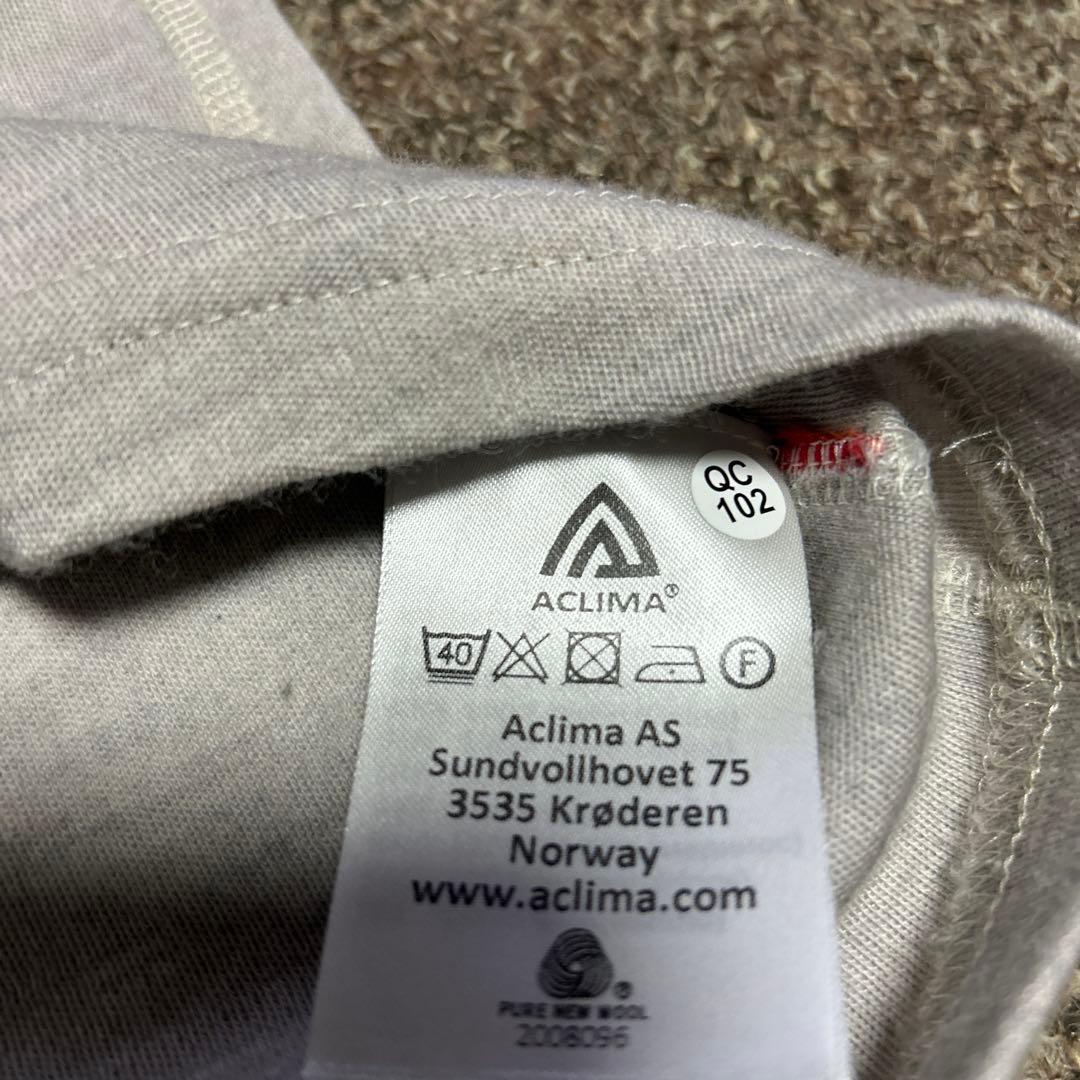 QC
102
ACLIMA®
40 F
Aclima AS
Sundvollhovet 75
3535 Krøderen
Norway
www.aclima.com
®
PURE NEW WOOL
2008096